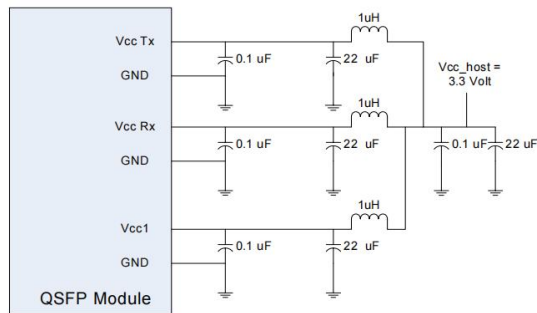 1uH
Vcc Tx
0.1 uF
22 uF
GND
Vcc_host =
3.3 Volt
1uH
Vcc Rx
0.1 uF
22 uF
0.1 uF
22 uF
GND
1uH
Vcc1
0.1 uF
22 uF
GND
QSFP Module